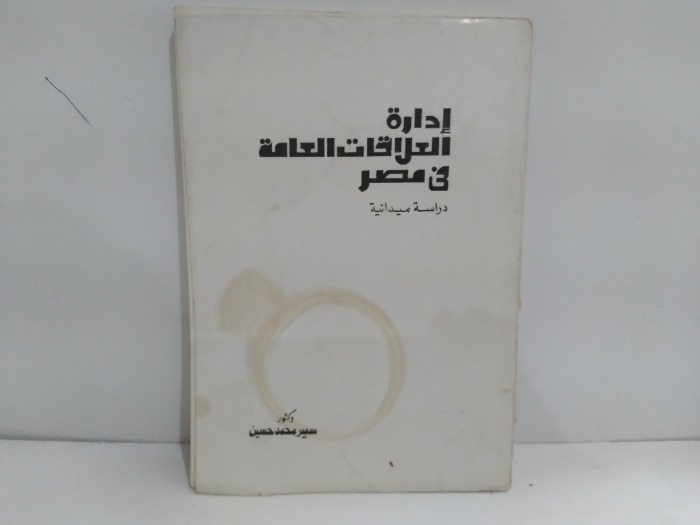 إدارة
العلاقات العامة
فى مصر
دراسة ميدانية
دكتور
سمير محمد حسين